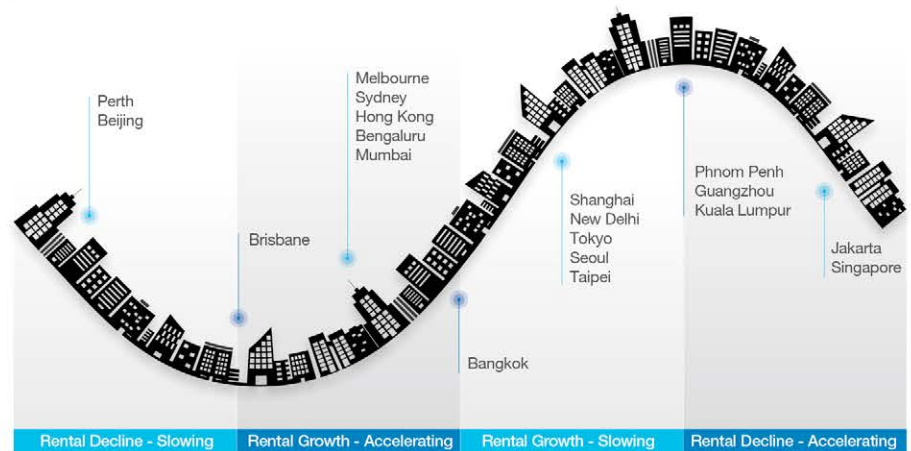 Perth
Beijing
Brisbane
Melbourne
Sydney
Hong Kong
Bengaluru
Mumbai
Bangkok
Shanghai
New Delhi
Tokyo
Seoul
Taipei
Phnom Penh
Guangzhou
Kuala Lumpur
Jakarta
Singapore
Rental Decline - Slowing
Rental Growth - Accelerating
Rental Growth - Slowing
Rental Decline - Accelerating